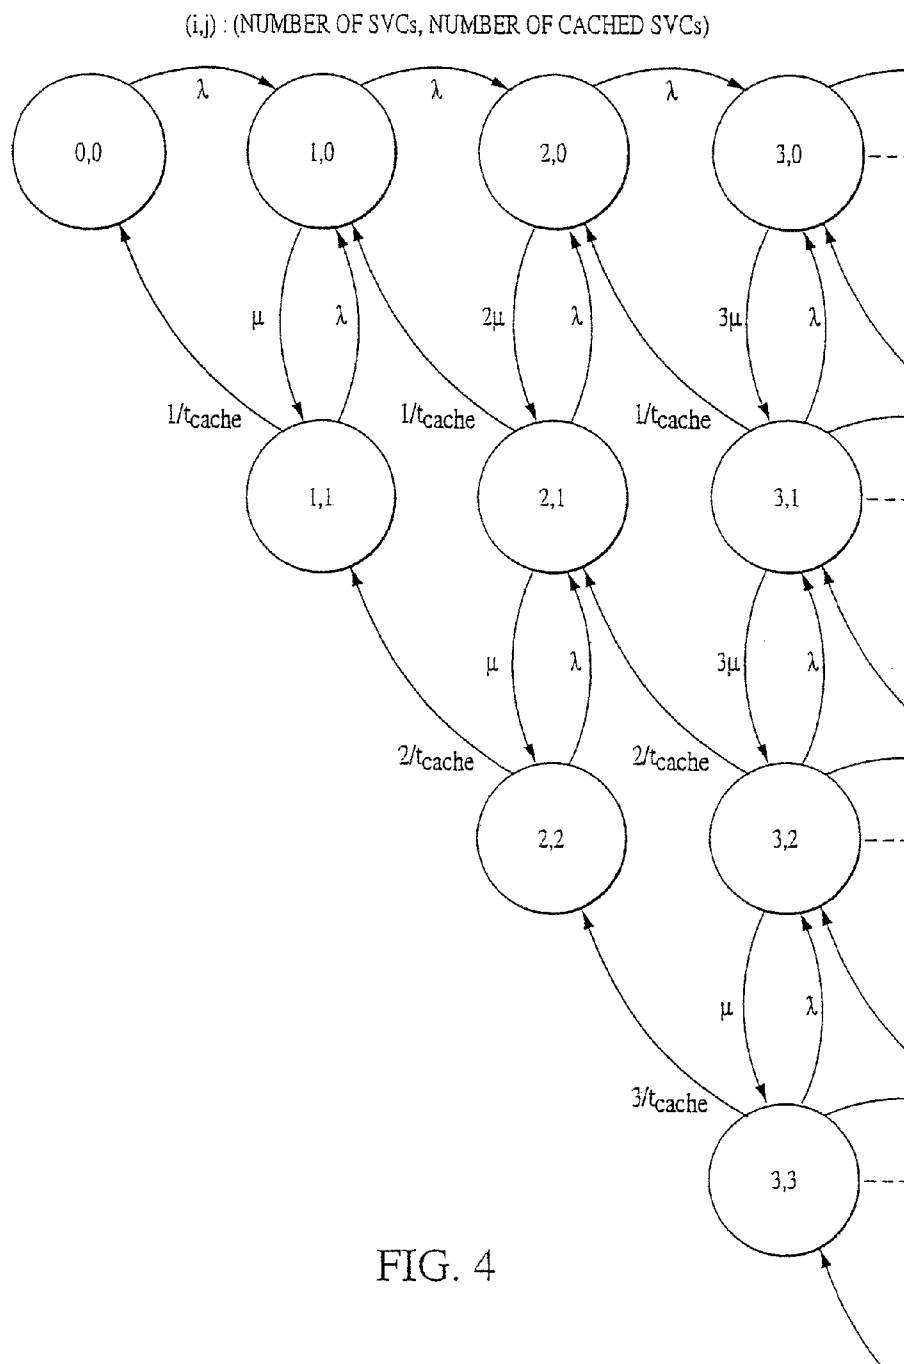 (i,j) : (NUMBER OF SVCs, NUMBER OF CACHED SVCs)
λ λ λ
0,0 1,0 2,0 3,0
μ λ 2μ λ 3μ λ
1/tcache 1/tcache 1/tcache
1,1 2,1 3,1
μ λ 3μ λ
2/tcache 2/tcache
2,2 3,2
μ λ
3/tcache
3,3
FIG. 4